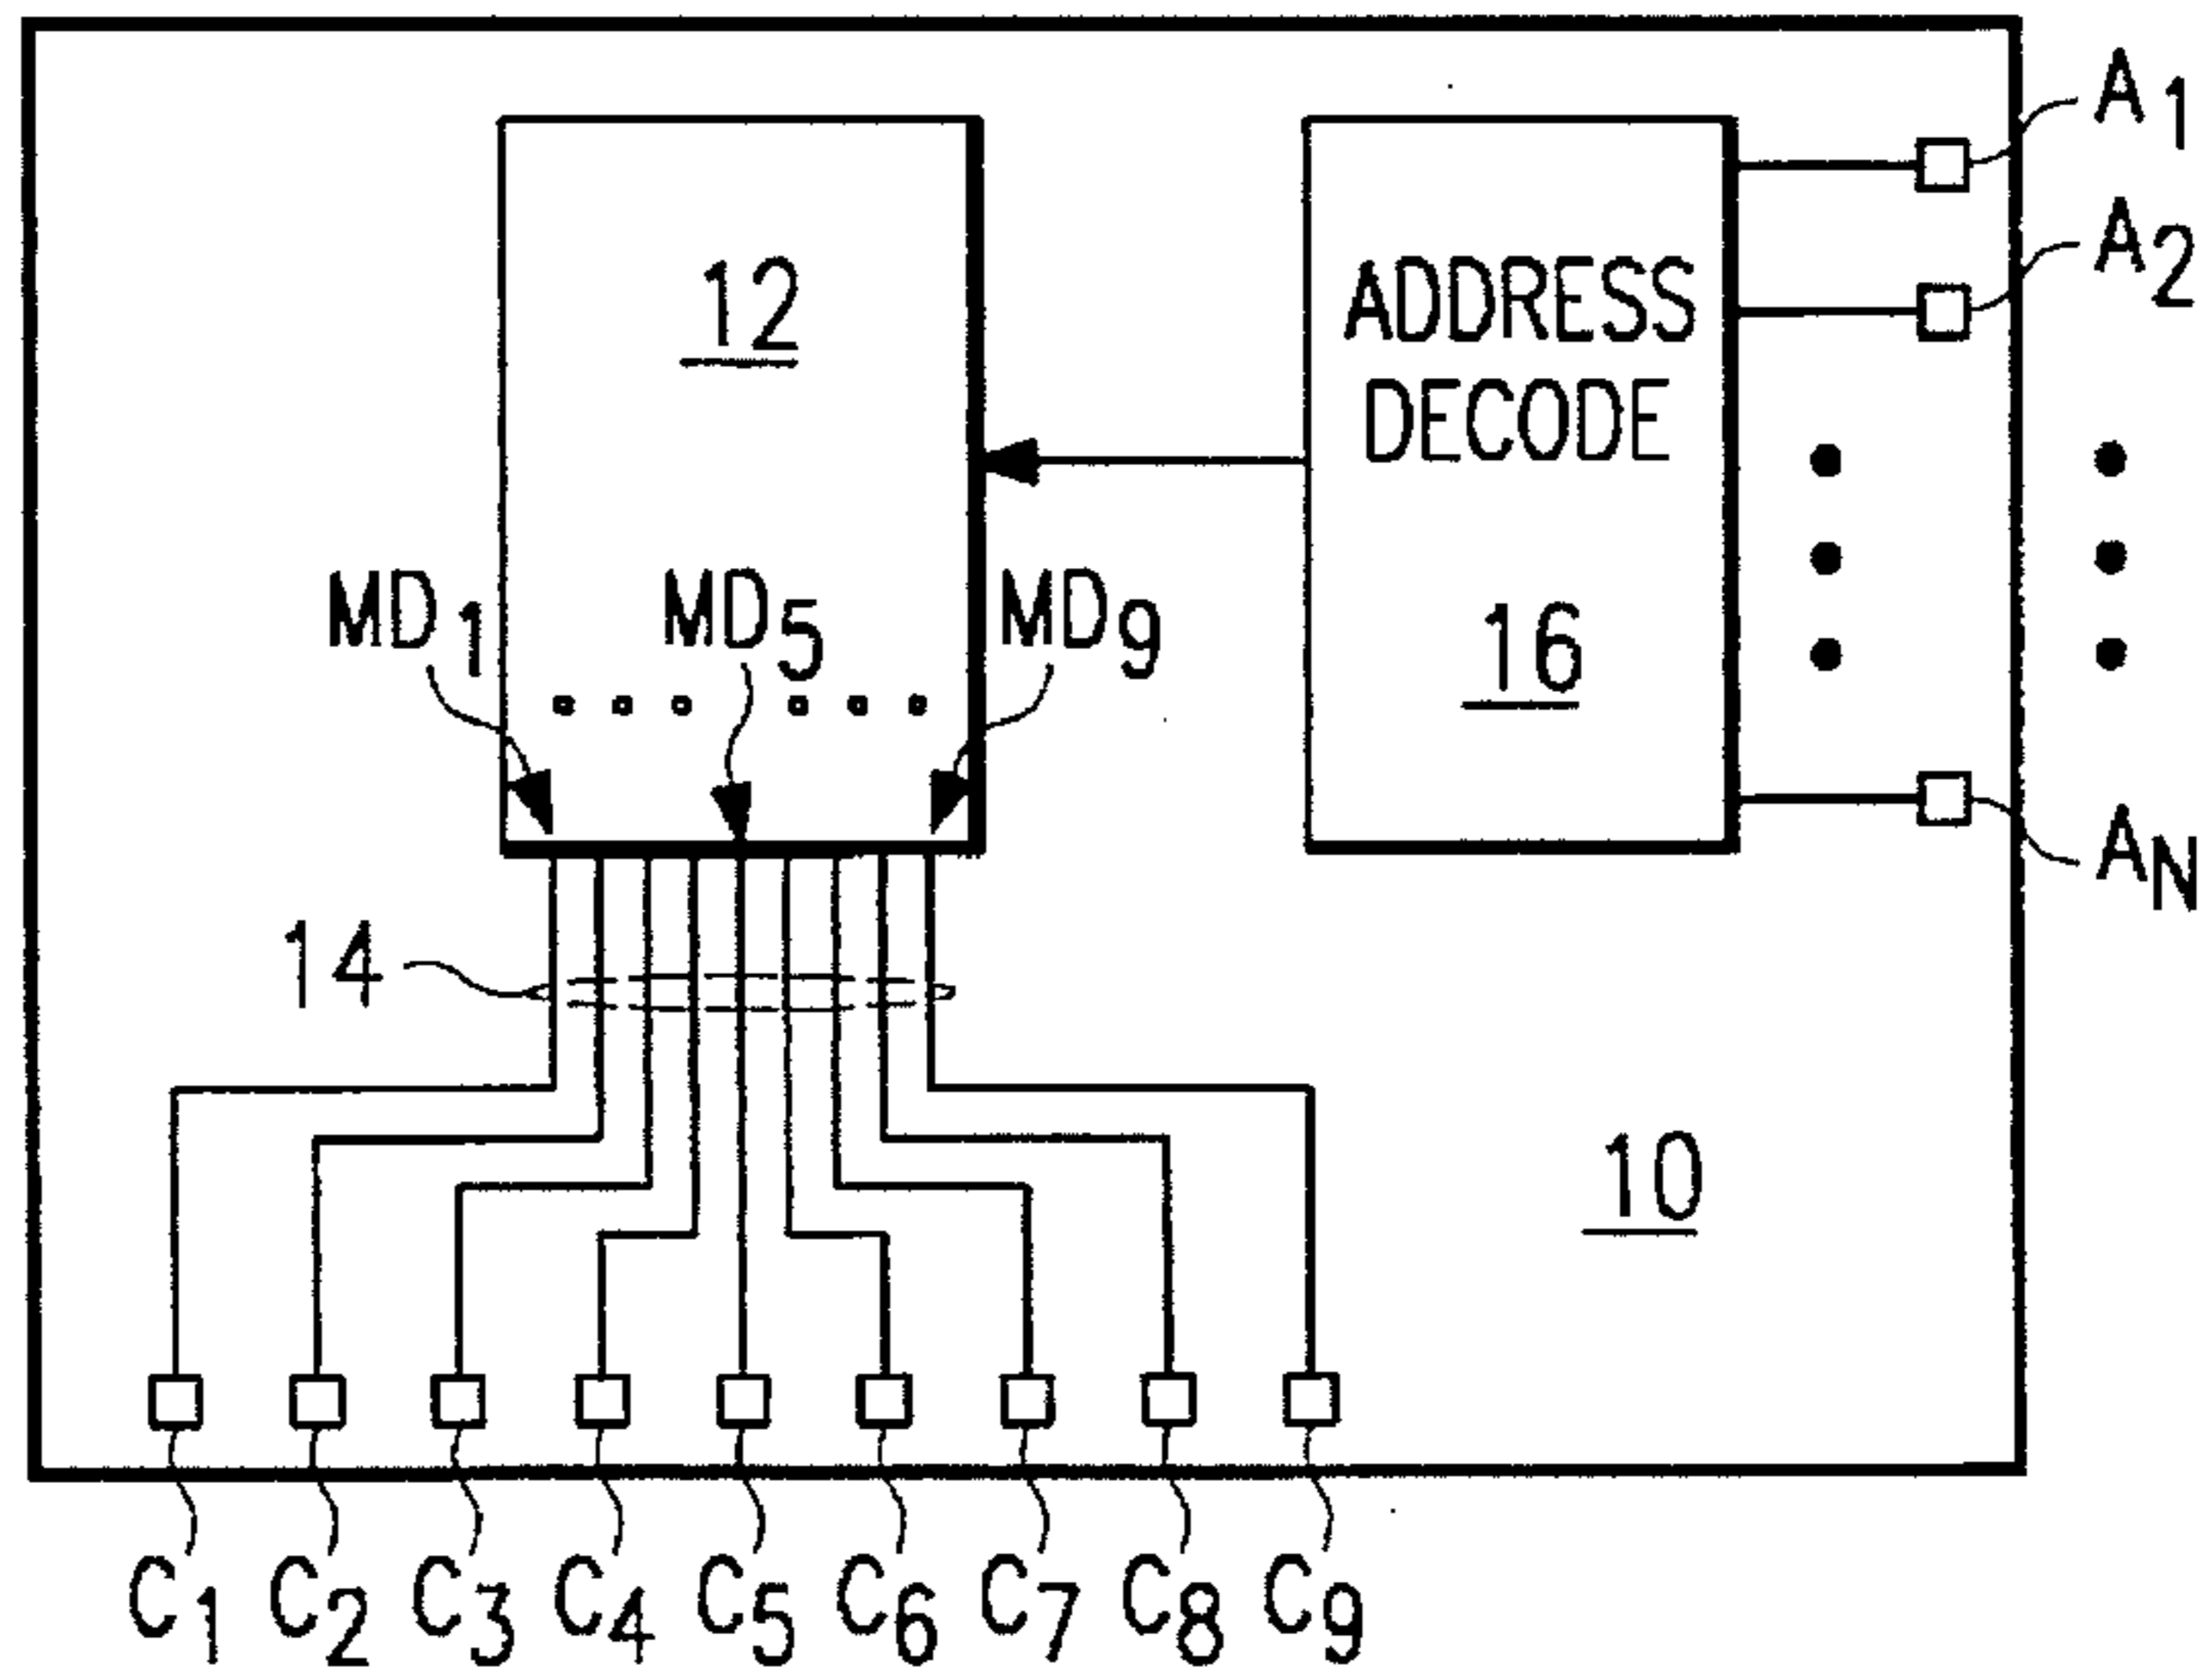 A1
A2
12
ADDRESS
DECODE
MD1 MD5 MD9
16
AN
14
10
C1 C2 C3 C4 C5 C6 C7 C8 C9